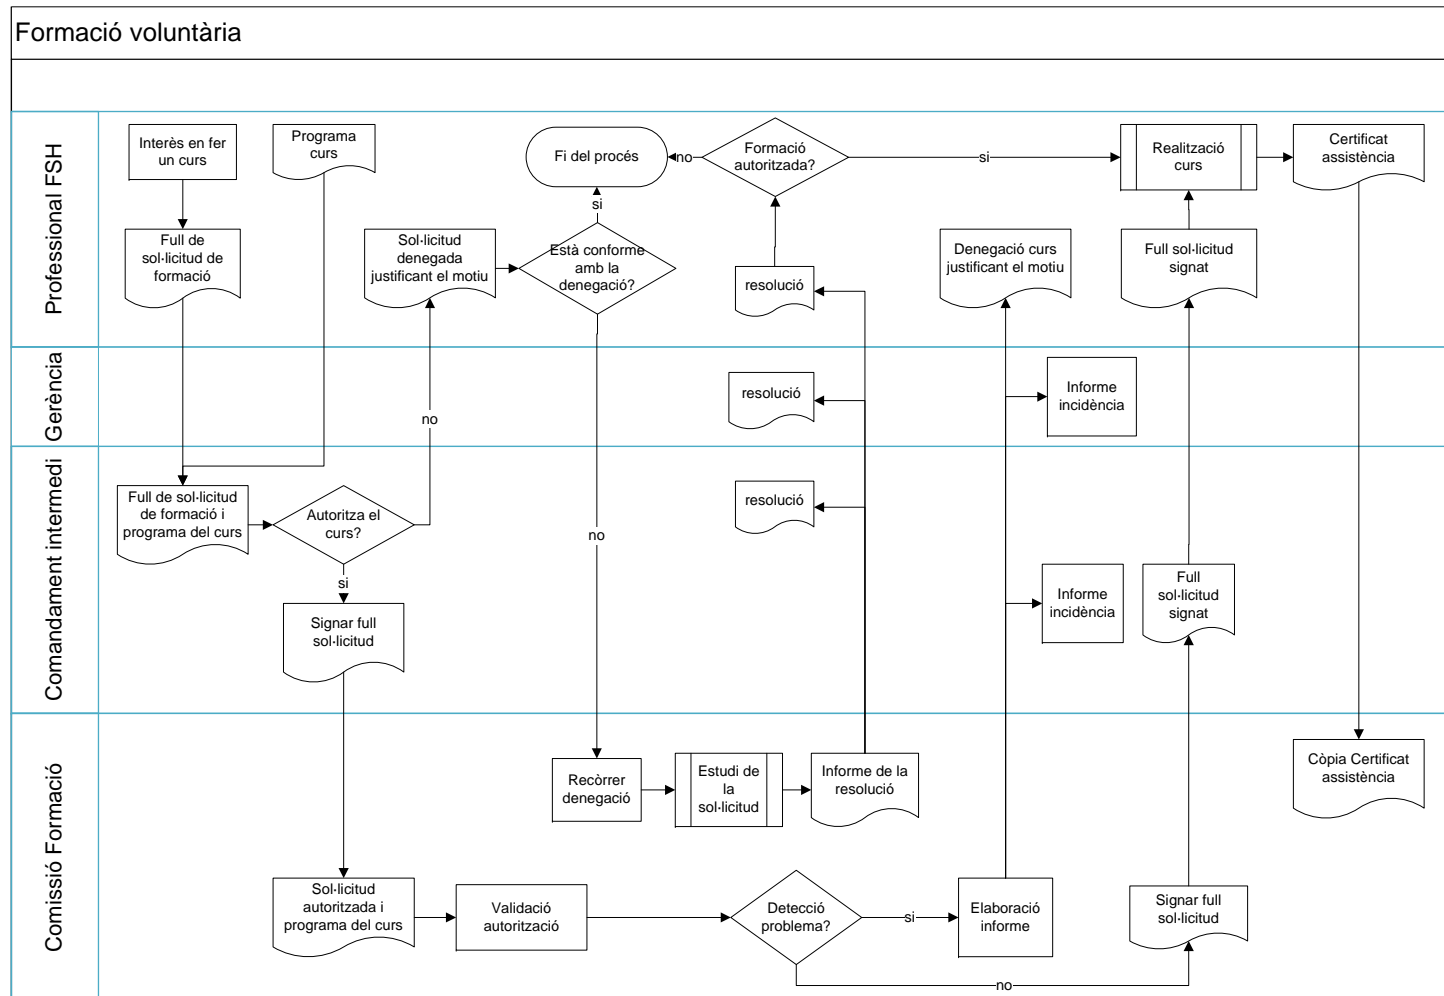 Formació voluntària
Professional FSH
Interès en fer
un curs
Programa
curs
Fi del procés
no
Formació
autoritzada?
si
Realització
curs
Certificat
assistència
si
Full de
sol·licitud de
formació
Sol·licitud
denegada
justificant el motiu
Està conforme
amb la
denegació?
resolució
Denegació curs
justificant el motiu
Full sol·licitud
signat
Gerència
no
resolució
Informe
incidència
Comandament intermedi
Full de sol·licitud
de formació i
programa del curs
Autoritza el
curs?
si
no
resolució
Signar full
sol·licitud
Informe
incidència
Full
sol·licitud
signat
Comissió Formació
Recòrrer
denegació
Estudi de
la
sol·licitud
Informe de la
resolució
Còpia Certificat
assistència
Sol·licitud
autoritzada i
programa del curs
Validació
autorització
Detecció
problema?
si
Elaboració
informe
Signar full
sol·licitud
no